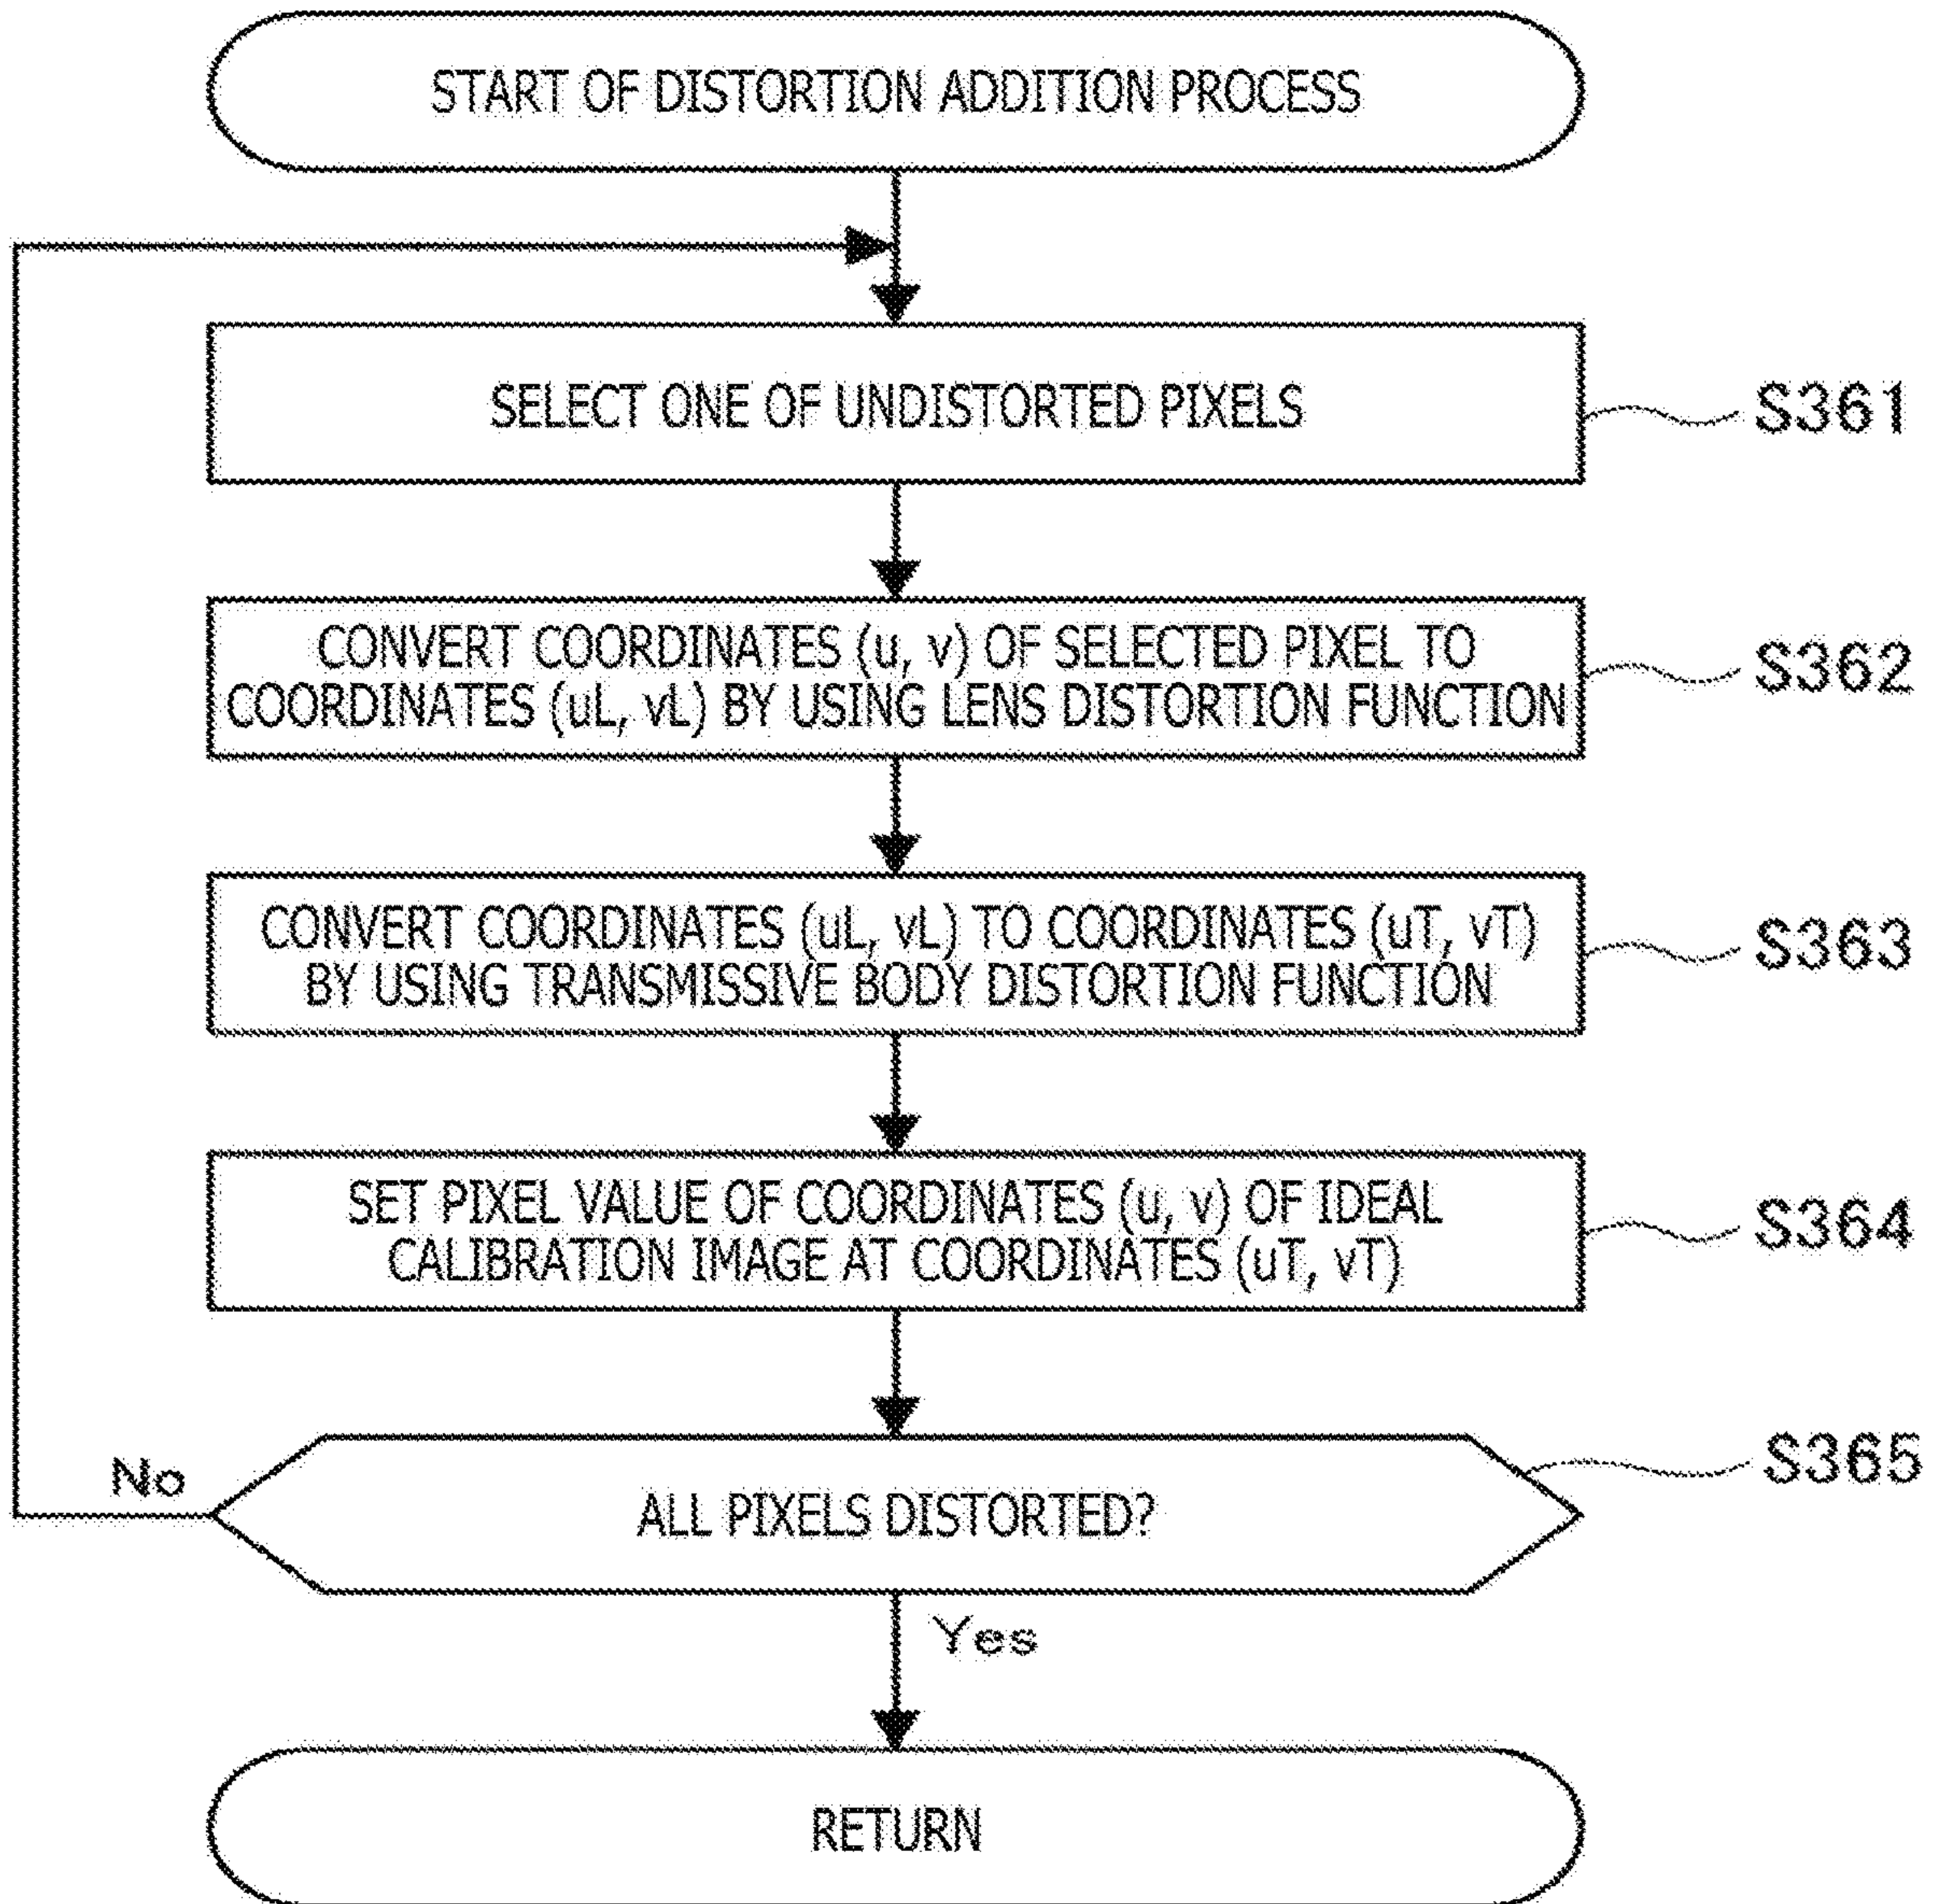 START OF DISTORTION ADDITION PROCESS
SELECT ONE OF UNDISTORTED PIXELS
S361
CONVERT COORDINATES (u, v) OF SELECTED PIXEL TO
COORDINATES (uL, vL) BY USING LENS DISTORTION FUNCTION
S362
CONVERT COORDINATES (uL, vL) TO COORDINATES (uT, vT)
BY USING TRANSMISSIVE BODY DISTORTION FUNCTION
S363
SET PIXEL VALUE OF COORDINATES (u, v) OF IDEAL
CALIBRATION IMAGE AT COORDINATES (uT, vT)
S364
No
ALL PIXELS DISTORTED?
S365
Yes
RETURN